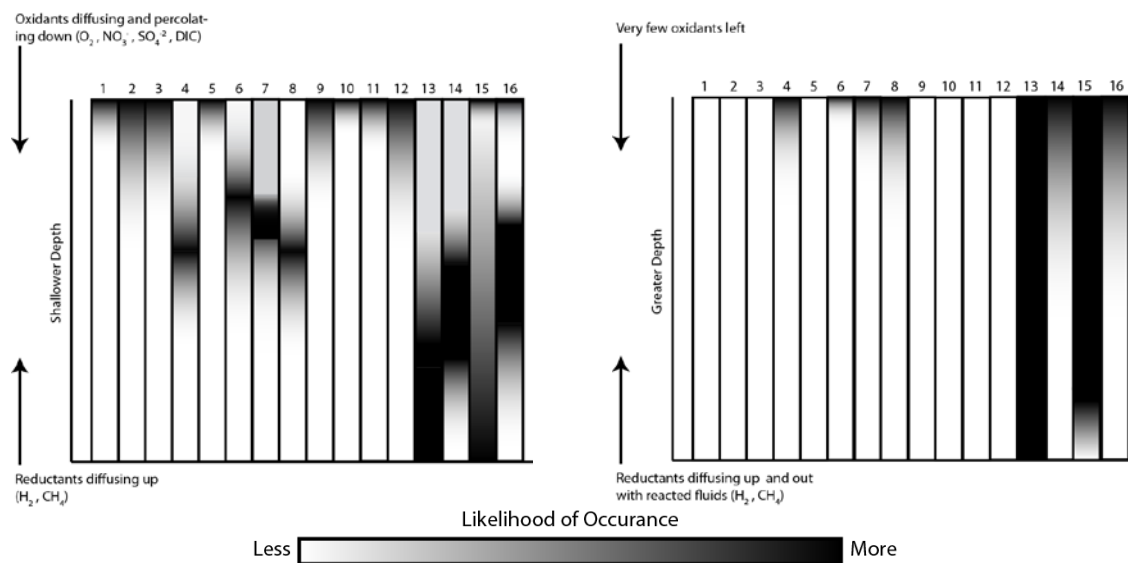 Oxidants diffusing and percolat-
ing down (O₂, NO₃⁻, SO₄⁻², DIC)
1 2 3 4 5 6 7 8 9 10 11 12 13 14 15 16
Shallower Depth
Reductants diffusing up
(H₂, CH₄)
Very few oxidants left
1 2 3 4 5 6 7 8 9 10 11 12 13 14 15 16
Greater Depth
Reductants diffusing up and out
with reacted fluids (H₂, CH₄)
Likelihood of Occurance
Less More